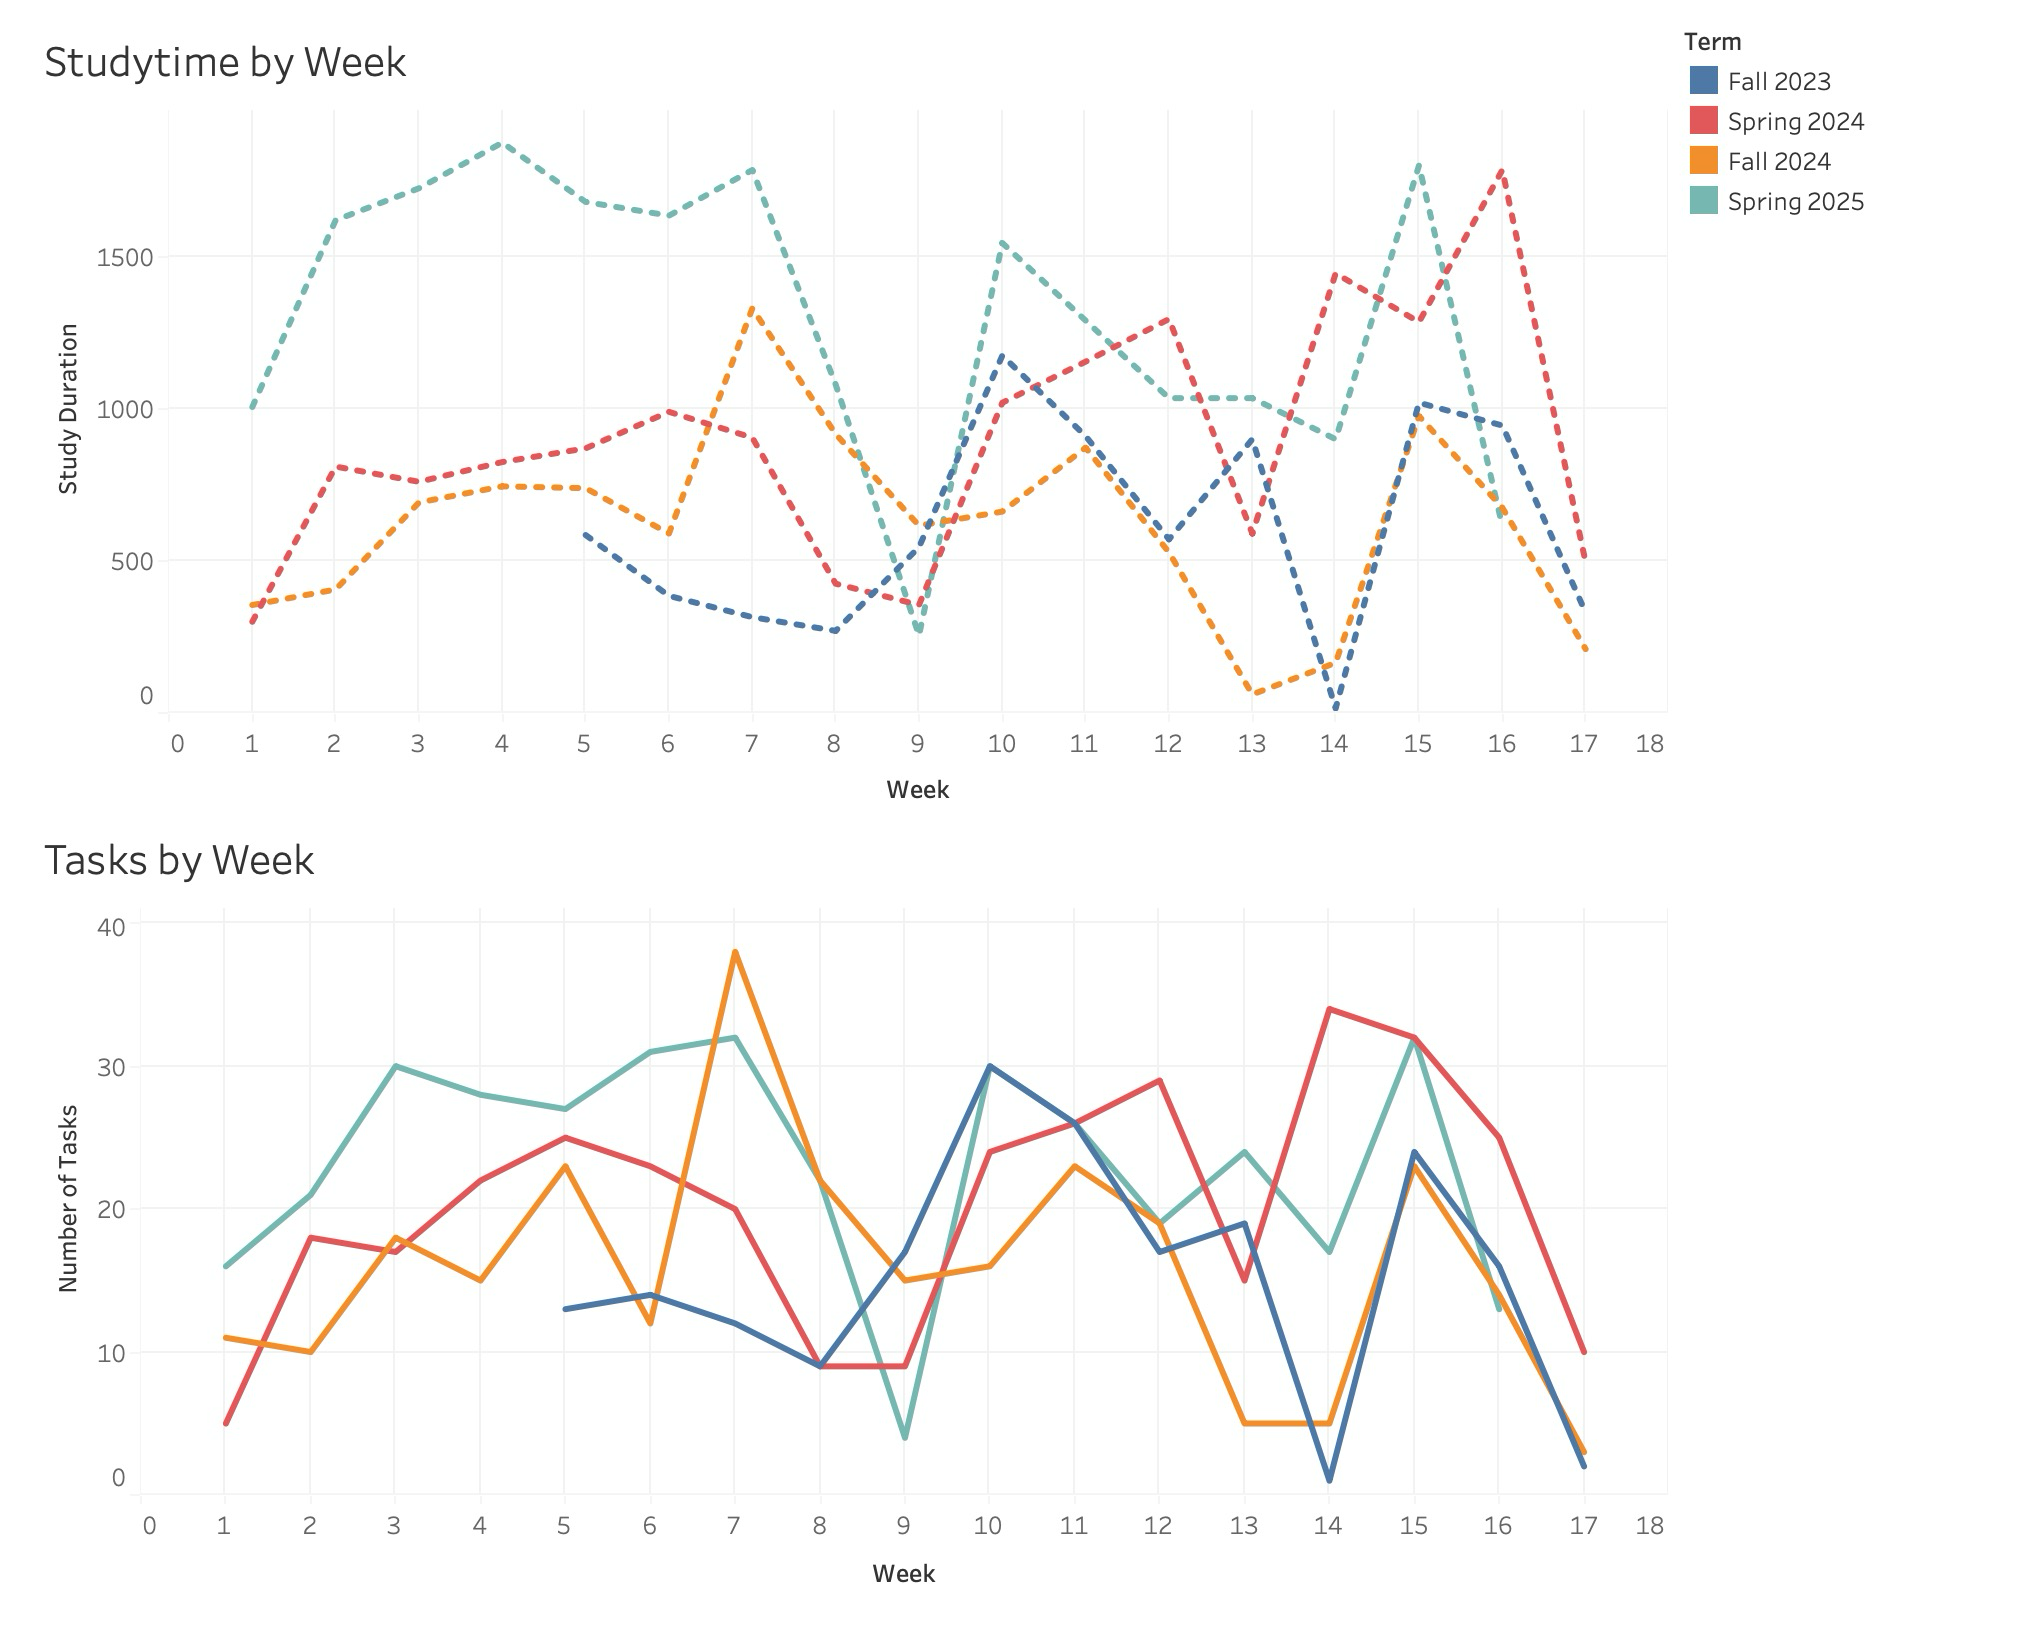 Studytime by Week
Term
Fall 2023
Spring 2024
Fall 2024
Spring 2025
Study Duration
1500
1000
500
0
0 1 2 3 4 5 6 7 8 9 10 11 12 13 14 15 16 17 18
Week
Tasks by Week
Number of Tasks
40
30
20
10
0
0 1 2 3 4 5 6 7 8 9 10 11 12 13 14 15 16 17 18
Week